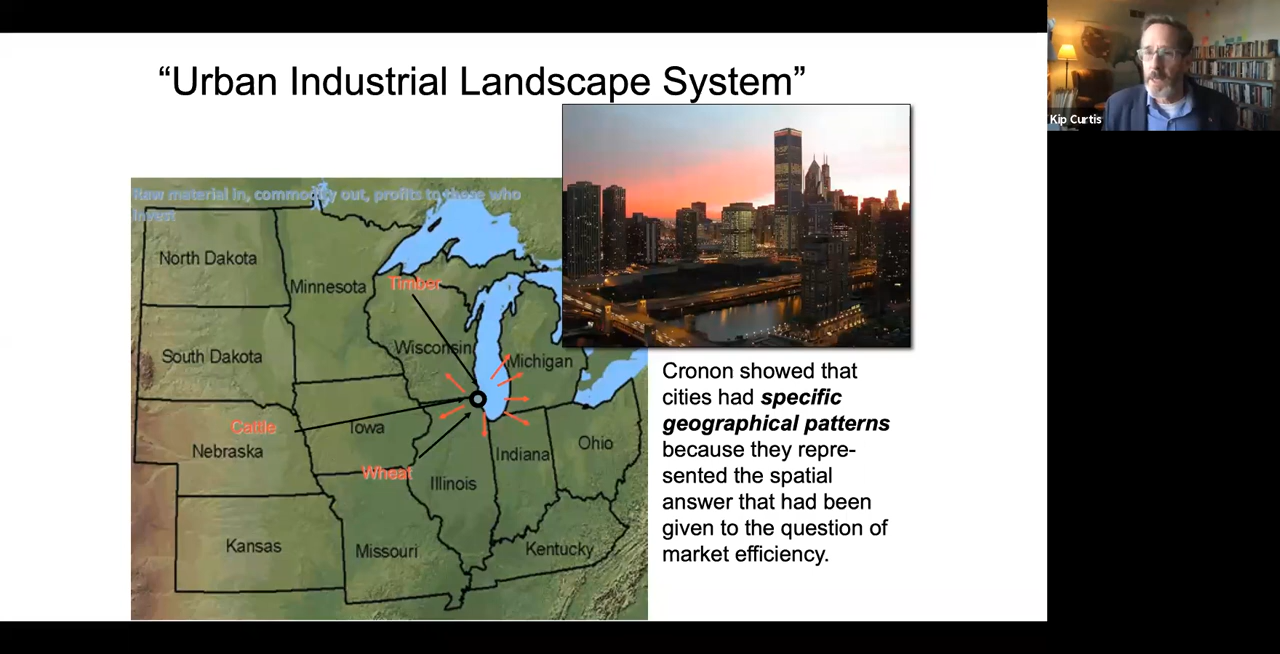 “Urban Industrial Landscape System”
Kip Curtis
Raw material in, commodity out, profits to those who
invest
North Dakota
Minnesota
Timber
South Dakota
Wisconsin
Michigan
Cattle
Iowa
Nebraska
Wheat
Illinois
Indiana
Ohio
Kansas
Missouri
Kentucky
Cronon showed that
cities had specific
geographical patterns
because they repre-
sented the spatial
answer that had been
given to the question of
market efficiency.